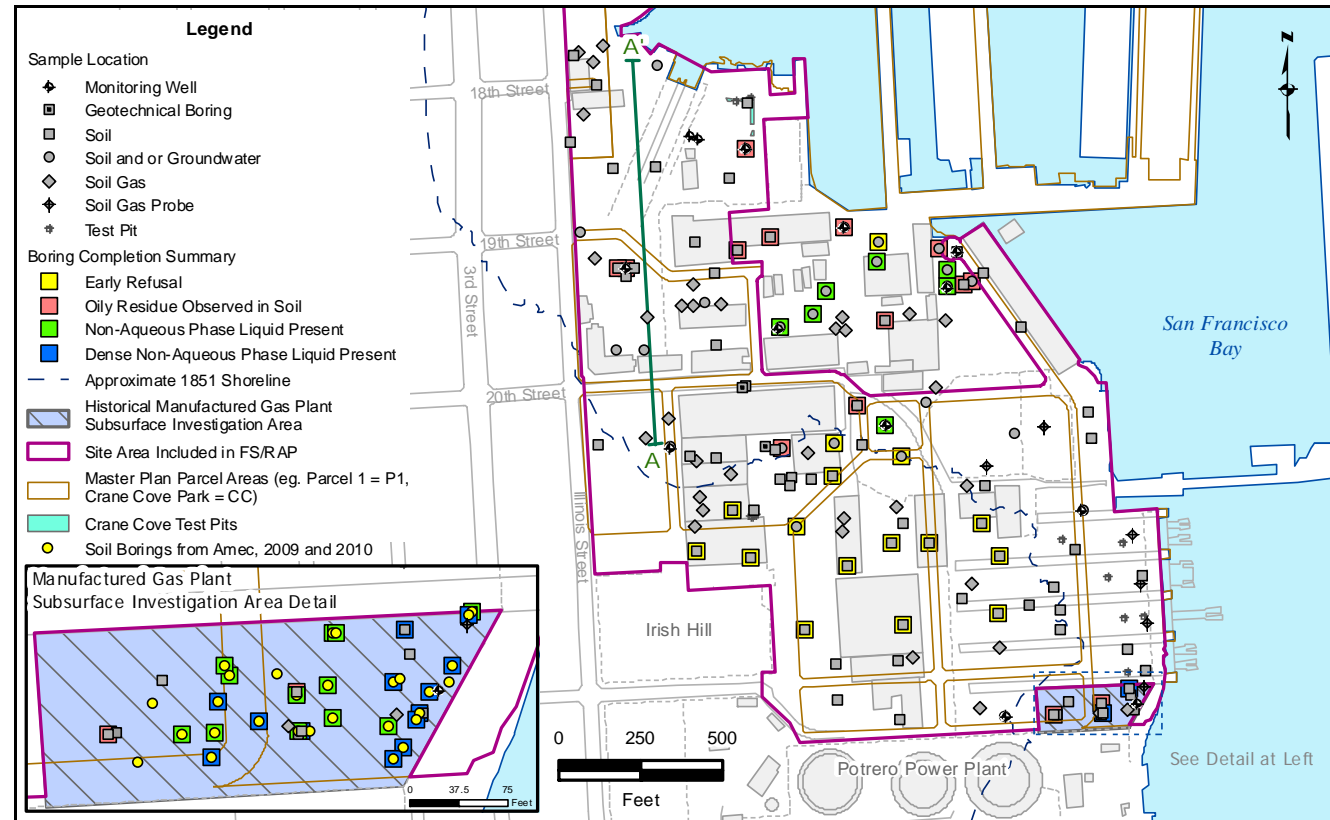 Legend
Sample Location
Monitoring Well
Geotechnical Boring
Soil
Soil and or Groundwater
Soil Gas
Soil Gas Probe
Test Pit
Boring Completion Summary
Early Refusal
Oily Residue Observed in Soil
Non-Aqueous Phase Liquid Present
Dense Non-Aqueous Phase Liquid Present
Approximate 1851 Shoreline
Historical Manufactured Gas Plant
Subsurface Investigation Area
Site Area Included in FS/RAP
Master Plan Parcel Areas (eg. Parcel 1 = P1,
Crane Cove Park = CC)
Crane Cove Test Pits
Soil Borings from Amec, 2009 and 2010
Manufactured Gas Plant
Subsurface Investigation Area Detail
0 37.5 75
Feet
A'
z
18th Street
19th Street
3rd Street
20th Street
San Francisco
Bay
A
Illinois Street
Irish Hill
0 250 500
Feet
Potrero Power Plant
See Detail at Left